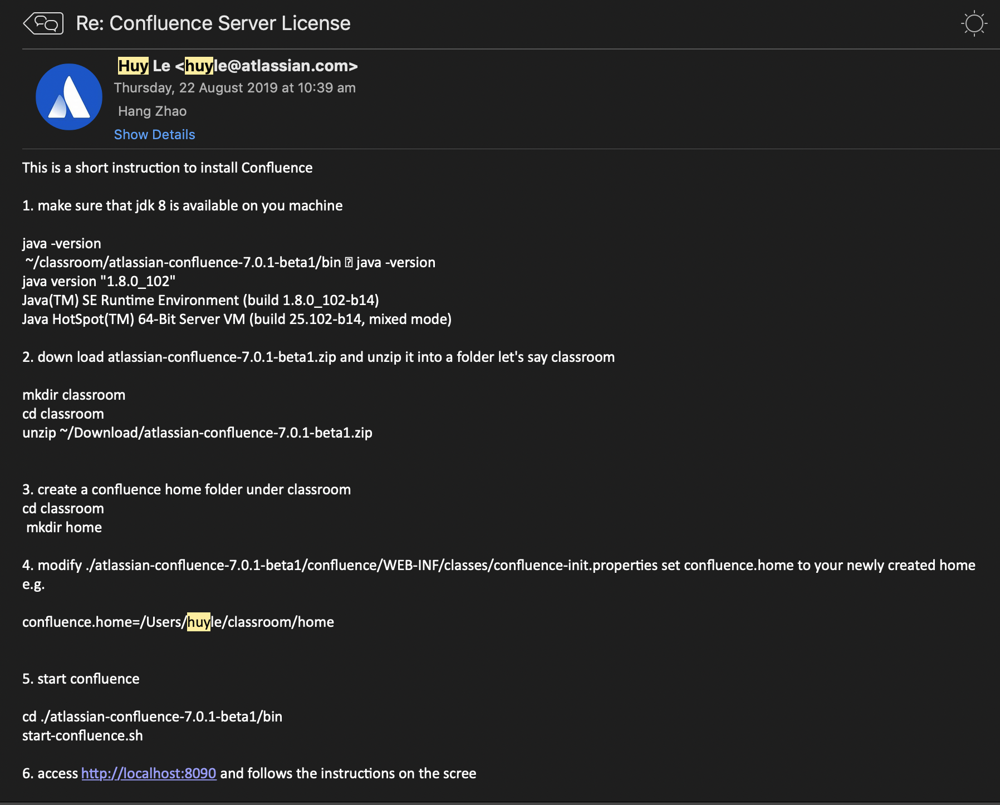 Re: Confluence Server License
Huy Le <huyle@atlassian.com>
Thursday, 22 August 2019 at 10:39 am
Hang Zhao
Show Details
This is a short instruction to install Confluence
1. make sure that jdk 8 is available on you machine
java -version
~/classroom/atlassian-confluence-7.0.1-beta1/bin ⍰ java -version
java version "1.8.0_102"
Java(TM) SE Runtime Environment (build 1.8.0_102-b14)
Java HotSpot(TM) 64-Bit Server VM (build 25.102-b14, mixed mode)
2. down load atlassian-confluence-7.0.1-beta1.zip and unzip it into a folder let's say classroom
mkdir classroom
cd classroom
unzip ~/Download/atlassian-confluence-7.0.1-beta1.zip
3. create a confluence home folder under classroom
cd classroom
mkdir home
4. modify ./atlassian-confluence-7.0.1-beta1/confluence/WEB-INF/classes/confluence-init.properties set confluence.home to your newly created home
e.g.
confluence.home=/Users/huyle/classroom/home
5. start confluence
cd ./atlassian-confluence-7.0.1-beta1/bin
start-confluence.sh
6. access http://localhost:8090 and follows the instructions on the scree